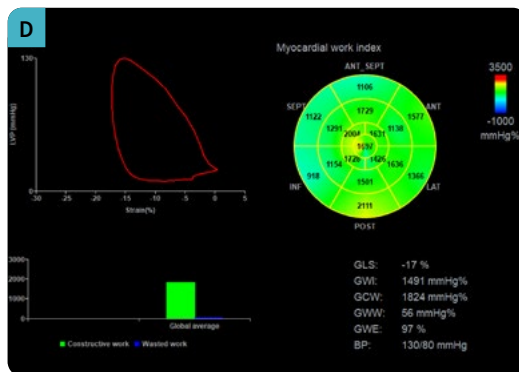 D
Myocardial work index
130
LVP (mmHg)
0
-30 -25 -20 -15 -10 -5 0 5
Strain(%)
ANT_SEPT
SEPT
ANT
INF
LAT
POST
1106
1122
1729
1577
1291
2004
1631
1138
1697
1154
1726
1426
1636
918
1501
1366
2111
3500
-1000
mmHg%
3000
2000
1000
0
Global average
Constructive work Wasted work
GLS: -17 %
GWI: 1491 mmHg%
GCW: 1824 mmHg%
GWW: 56 mmHg%
GWE: 97 %
BP: 130/80 mmHg